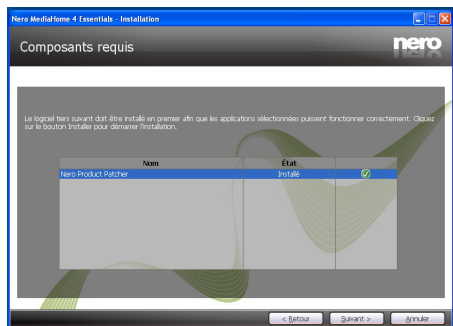 Nero MediaHome 4 Essentials - Installation
Composants requis
nero
Le logiciel tiers suivant doit être installé en premier afin que les applications sélectionnées puissent fonctionner correctement. Cliquez
sur le bouton Installer pour démarrer l'installation.
Nom État
Nero Product Patcher Installé
< Retour Suivant > Annuler